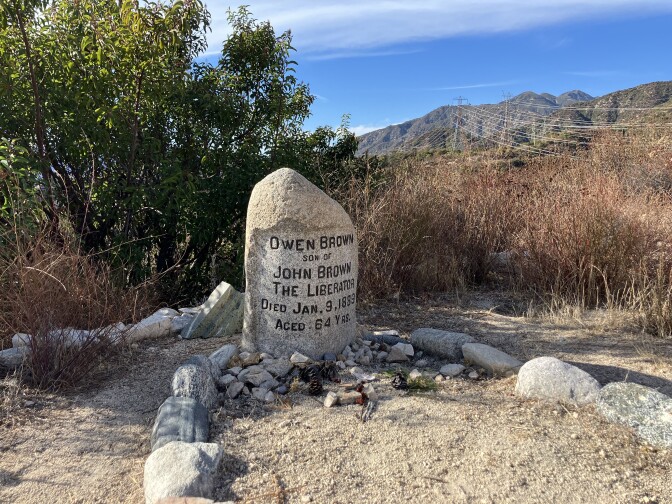 OWEN BROWN
SON OF
JOHN BROWN
THE LIBERATOR
DIED JAN. 9. 1889
AGED 64 YRS.